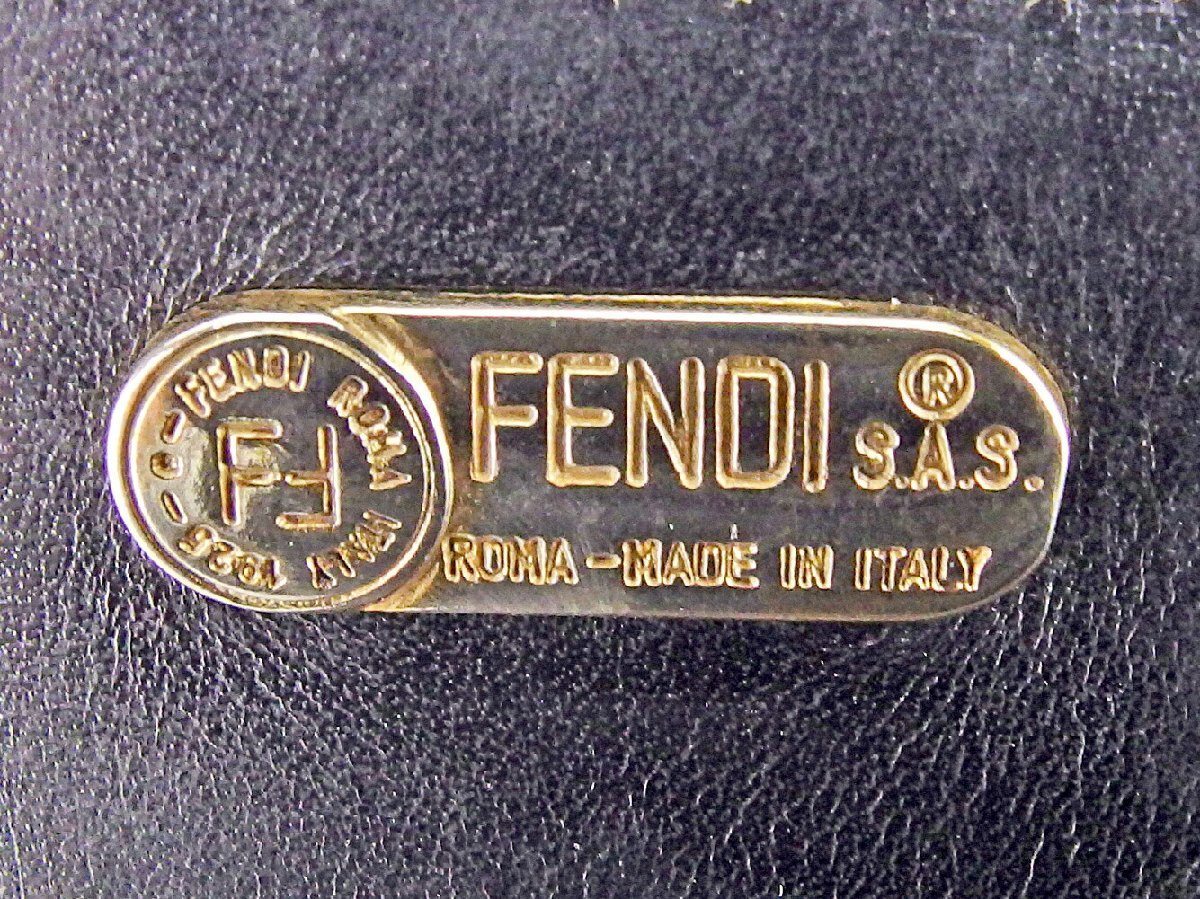 FENDI ROMA ITALY 1925
FF
FENDI ® S.A.S.
ROMA - MADE IN ITALY